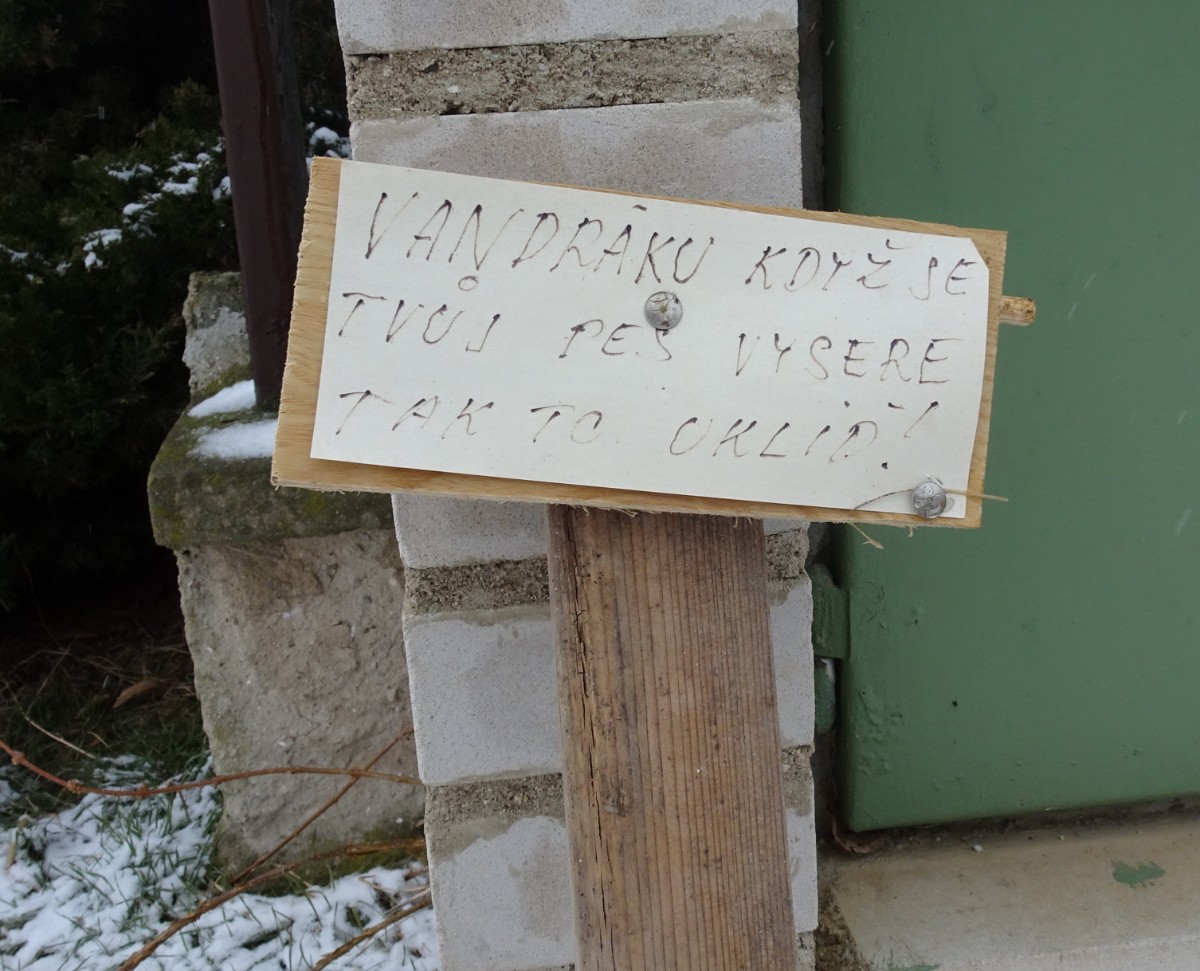 VANDRÁKU KDYŽ SE
TVŮJ PES VYSERE
TAK TO UKLIĎ!